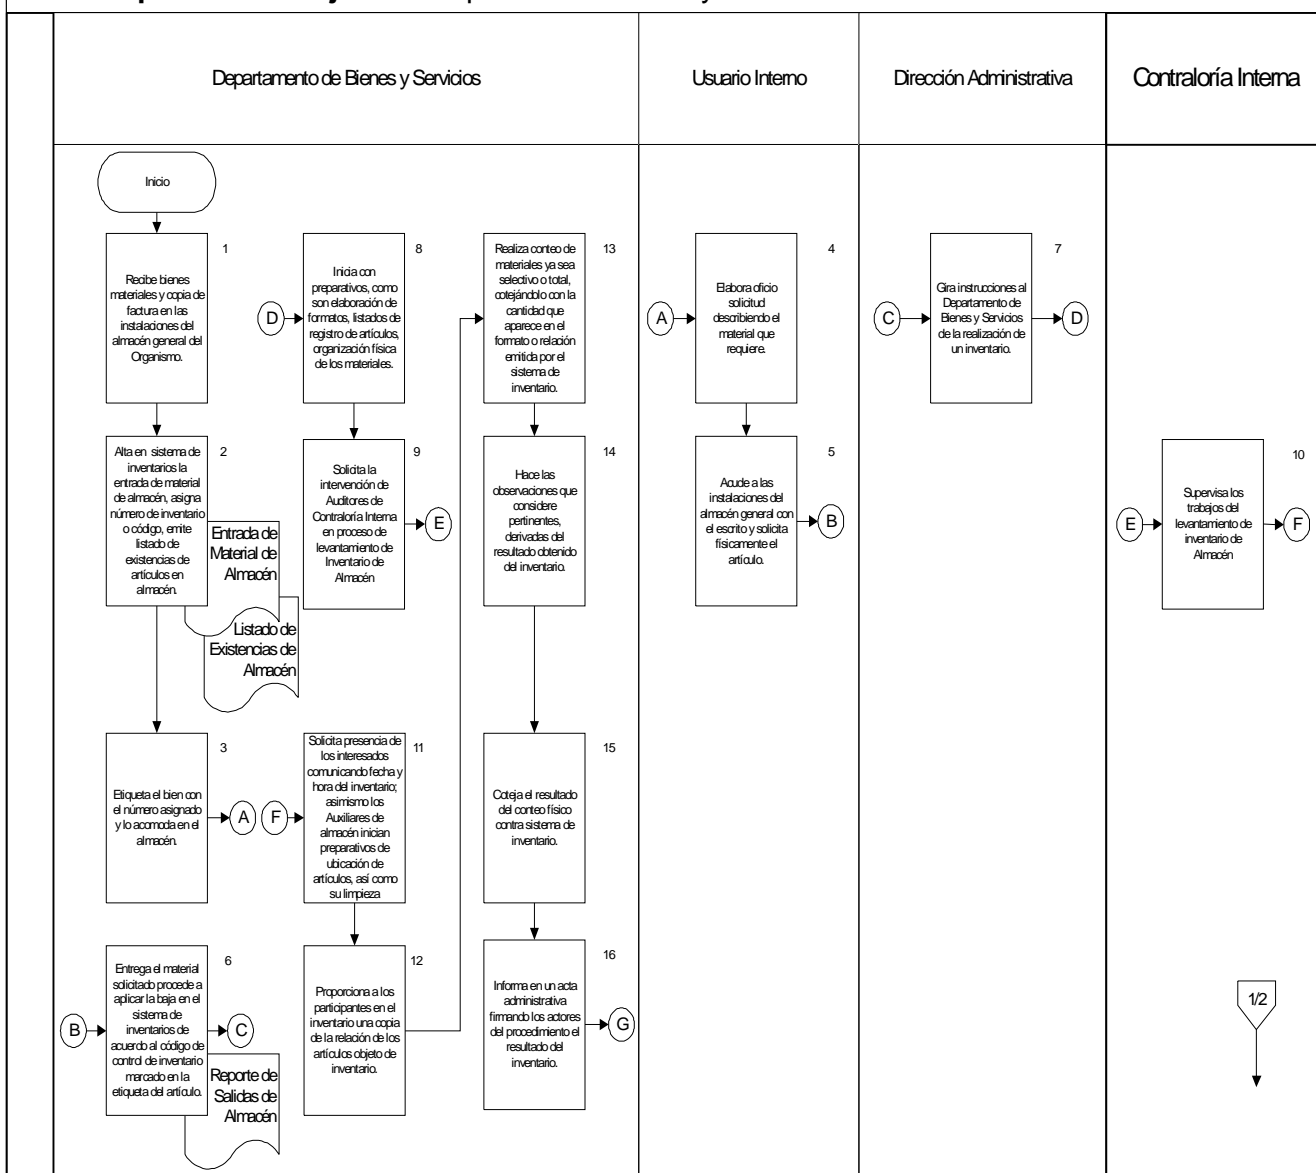 Departamento de Bienes y Servicios
Usuario Interno
Dirección Administrativa
Contraloría Interna
Inicio
1
Recibe bienes
materiales y copia de
factura en las
instalaciones del
almacén general del
Organismo.
2
Alta en sistema de
inventarios la
entrada de material
de almacén, asigna
número de inventario
o código, emite
listado de
existencias de
artículos en
almacén.
Entrada de
Material de
Almacén
Listado de
Existencias de
Almacén
3
Etiqueta el bien con
el número asignado
y lo acomoda en el
almacén.
A
6
B
Entrega el material
solicitado procede a
aplicar la baja en el
sistema de
inventarios de
acuerdo al código de
control de inventario
marcado en la
etiqueta del artículo.
C
Reporte de
Salidas de
Almacén
8
D
Inicia con
preparativos, como
son elaboración de
formatos, listados de
registro de artículos,
organización física
de los materiales.
9
Solicita la
intervención de
Auditores de
Contraloría Interna
en proceso de
levantamiento de
Inventario de
Almacén
E
11
F
Solicita presencia de
los interesados
comunicando fecha y
hora del inventario;
asimismo los
Auxiliares de
almacén inician
preparativos de
ubicación de
artículos, así como
su limpieza
12
Proporciona a los
participantes en el
inventario una copia
de la relación de los
artículos objeto de
inventario.
13
Realiza conteo de
materiales ya sea
selectivo o total,
cotejándolo con la
cantidad que
aparece en el
formato o relación
emitida por el
sistema de
inventario.
14
Hace las
observaciones que
considere
pertinentes,
derivadas del
resultado obtenido
del inventario.
15
Coteja el resultado
del conteo físico
contra sistema de
inventario.
16
Informa en un acta
administrativa
firmando los actores
del procedimiento el
resultado del
inventario.
G
4
A
Elabora oficio
solicitud
describiendo el
material que
requiere.
5
Acude a las
instalaciones del
almacén general con
el escrito y solicita
físicamente el
artículo.
B
7
C
Gira instrucciones al
Departamento de
Bienes y Servicios
de la realización de
un inventario.
D
10
E
Supervisa los
trabajos del
levantamiento de
inventario de
Almacén
F
1/2